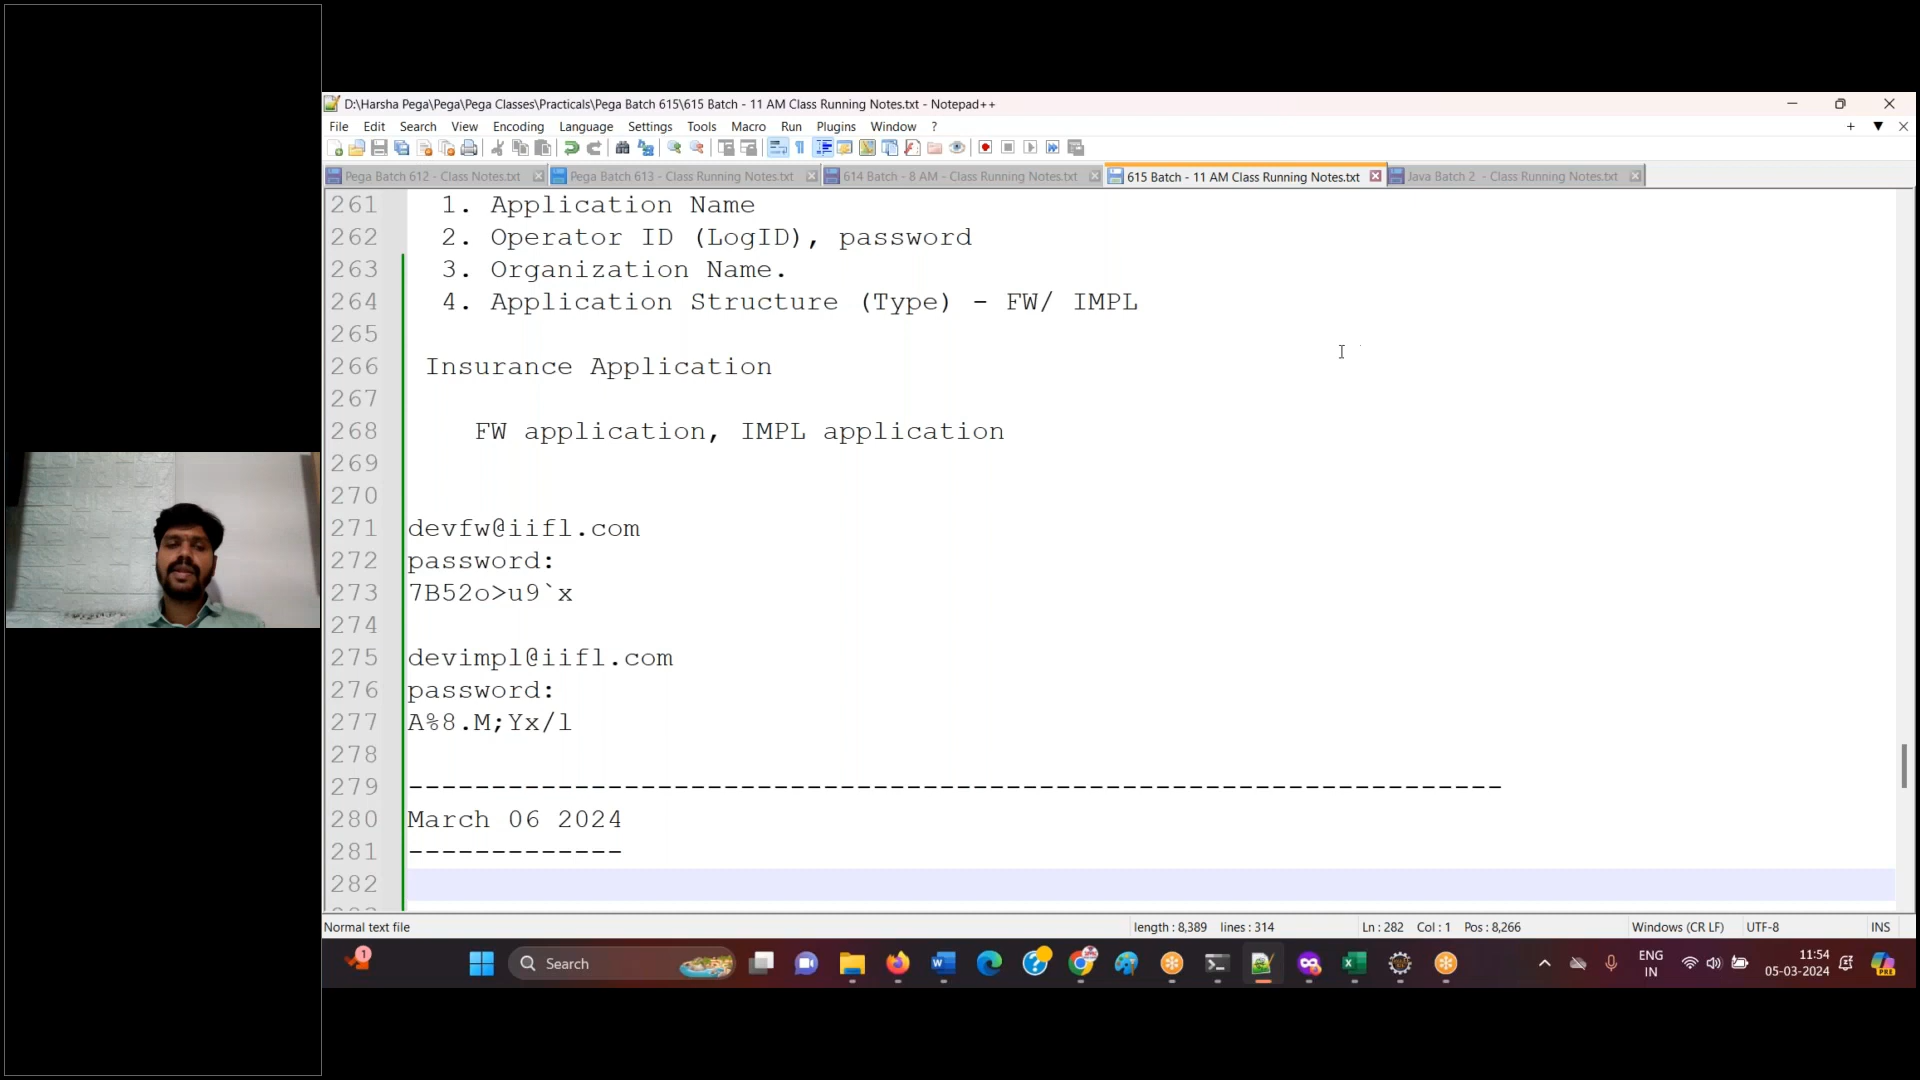 D:\Harsha Pega\Pega\Pega Classes\Practicals\Pega Batch 615\615 Batch - 11 AM Class Running Notes.txt - Notepad++
File Edit Search View Encoding Language Settings Tools Macro Run Plugins Window ?
Pega Batch 612 - Class Notes.txt Pega Batch 613 - Class Running Notes.txt 614 Batch - 8 AM - Class Running Notes.txt 615 Batch - 11 AM Class Running Notes.txt Java Batch 2 - Class Running Notes.txt
261 1. Application Name
262 2. Operator ID (LogID), password
263 3. Organization Name.
264 4. Application Structure (Type) - FW/ IMPL
265
266 Insurance Application
267
268 FW application, IMPL application
269
270
271 devfw@iifl.com
272 password:
273 7B52o>u9`x
274
275 devimpl@iifl.com
276 password:
277 A%8.M;Yx/l
278
279 -----------------------------------------------------------------
280 March 06 2024
281 -------------
282
Normal text file length : 8,389 lines : 314 Ln : 282 Col : 1 Pos : 8,266 Windows (CR LF) UTF-8 INS
1 Search ENG 11:54
IN 05-03-2024 PRE